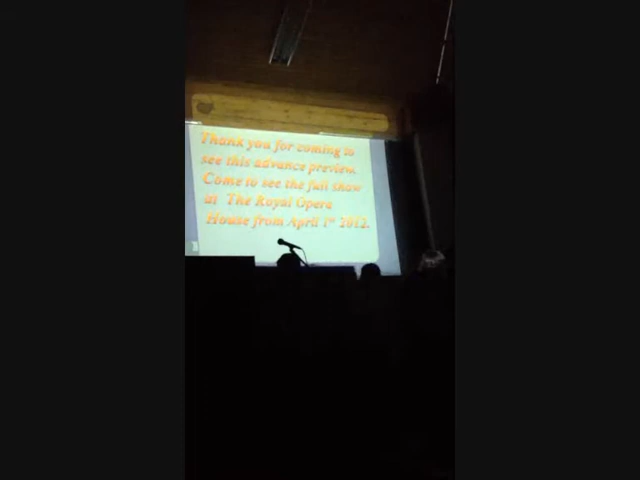 Thank you for coming to
see this advance preview.
Come to see the full show
at The Royal Opera
House from April 1st 2012.